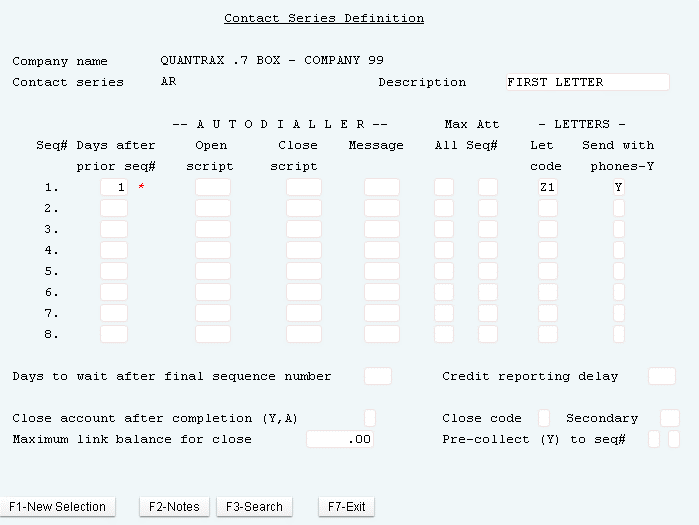 Contact Series Definition
Company name QUANTRAX .7 BOX - COMPANY 99
Contact series AR Description FIRST LETTER
-- A U T O D I A L L E R -- Max Att - LETTERS -
Seq# Days after Open Close Message All Seq# Let Send with
prior seq# script script code phones-Y
1. 1 * Z1 Y
2.
3.
4.
5.
6.
7.
8.
Days to wait after final sequence number Credit reporting delay
Close account after completion (Y,A) Close code Secondary
Maximum link balance for close .00 Pre-collect (Y) to seq#
F1-New Selection F2-Notes F3-Search F7-Exit